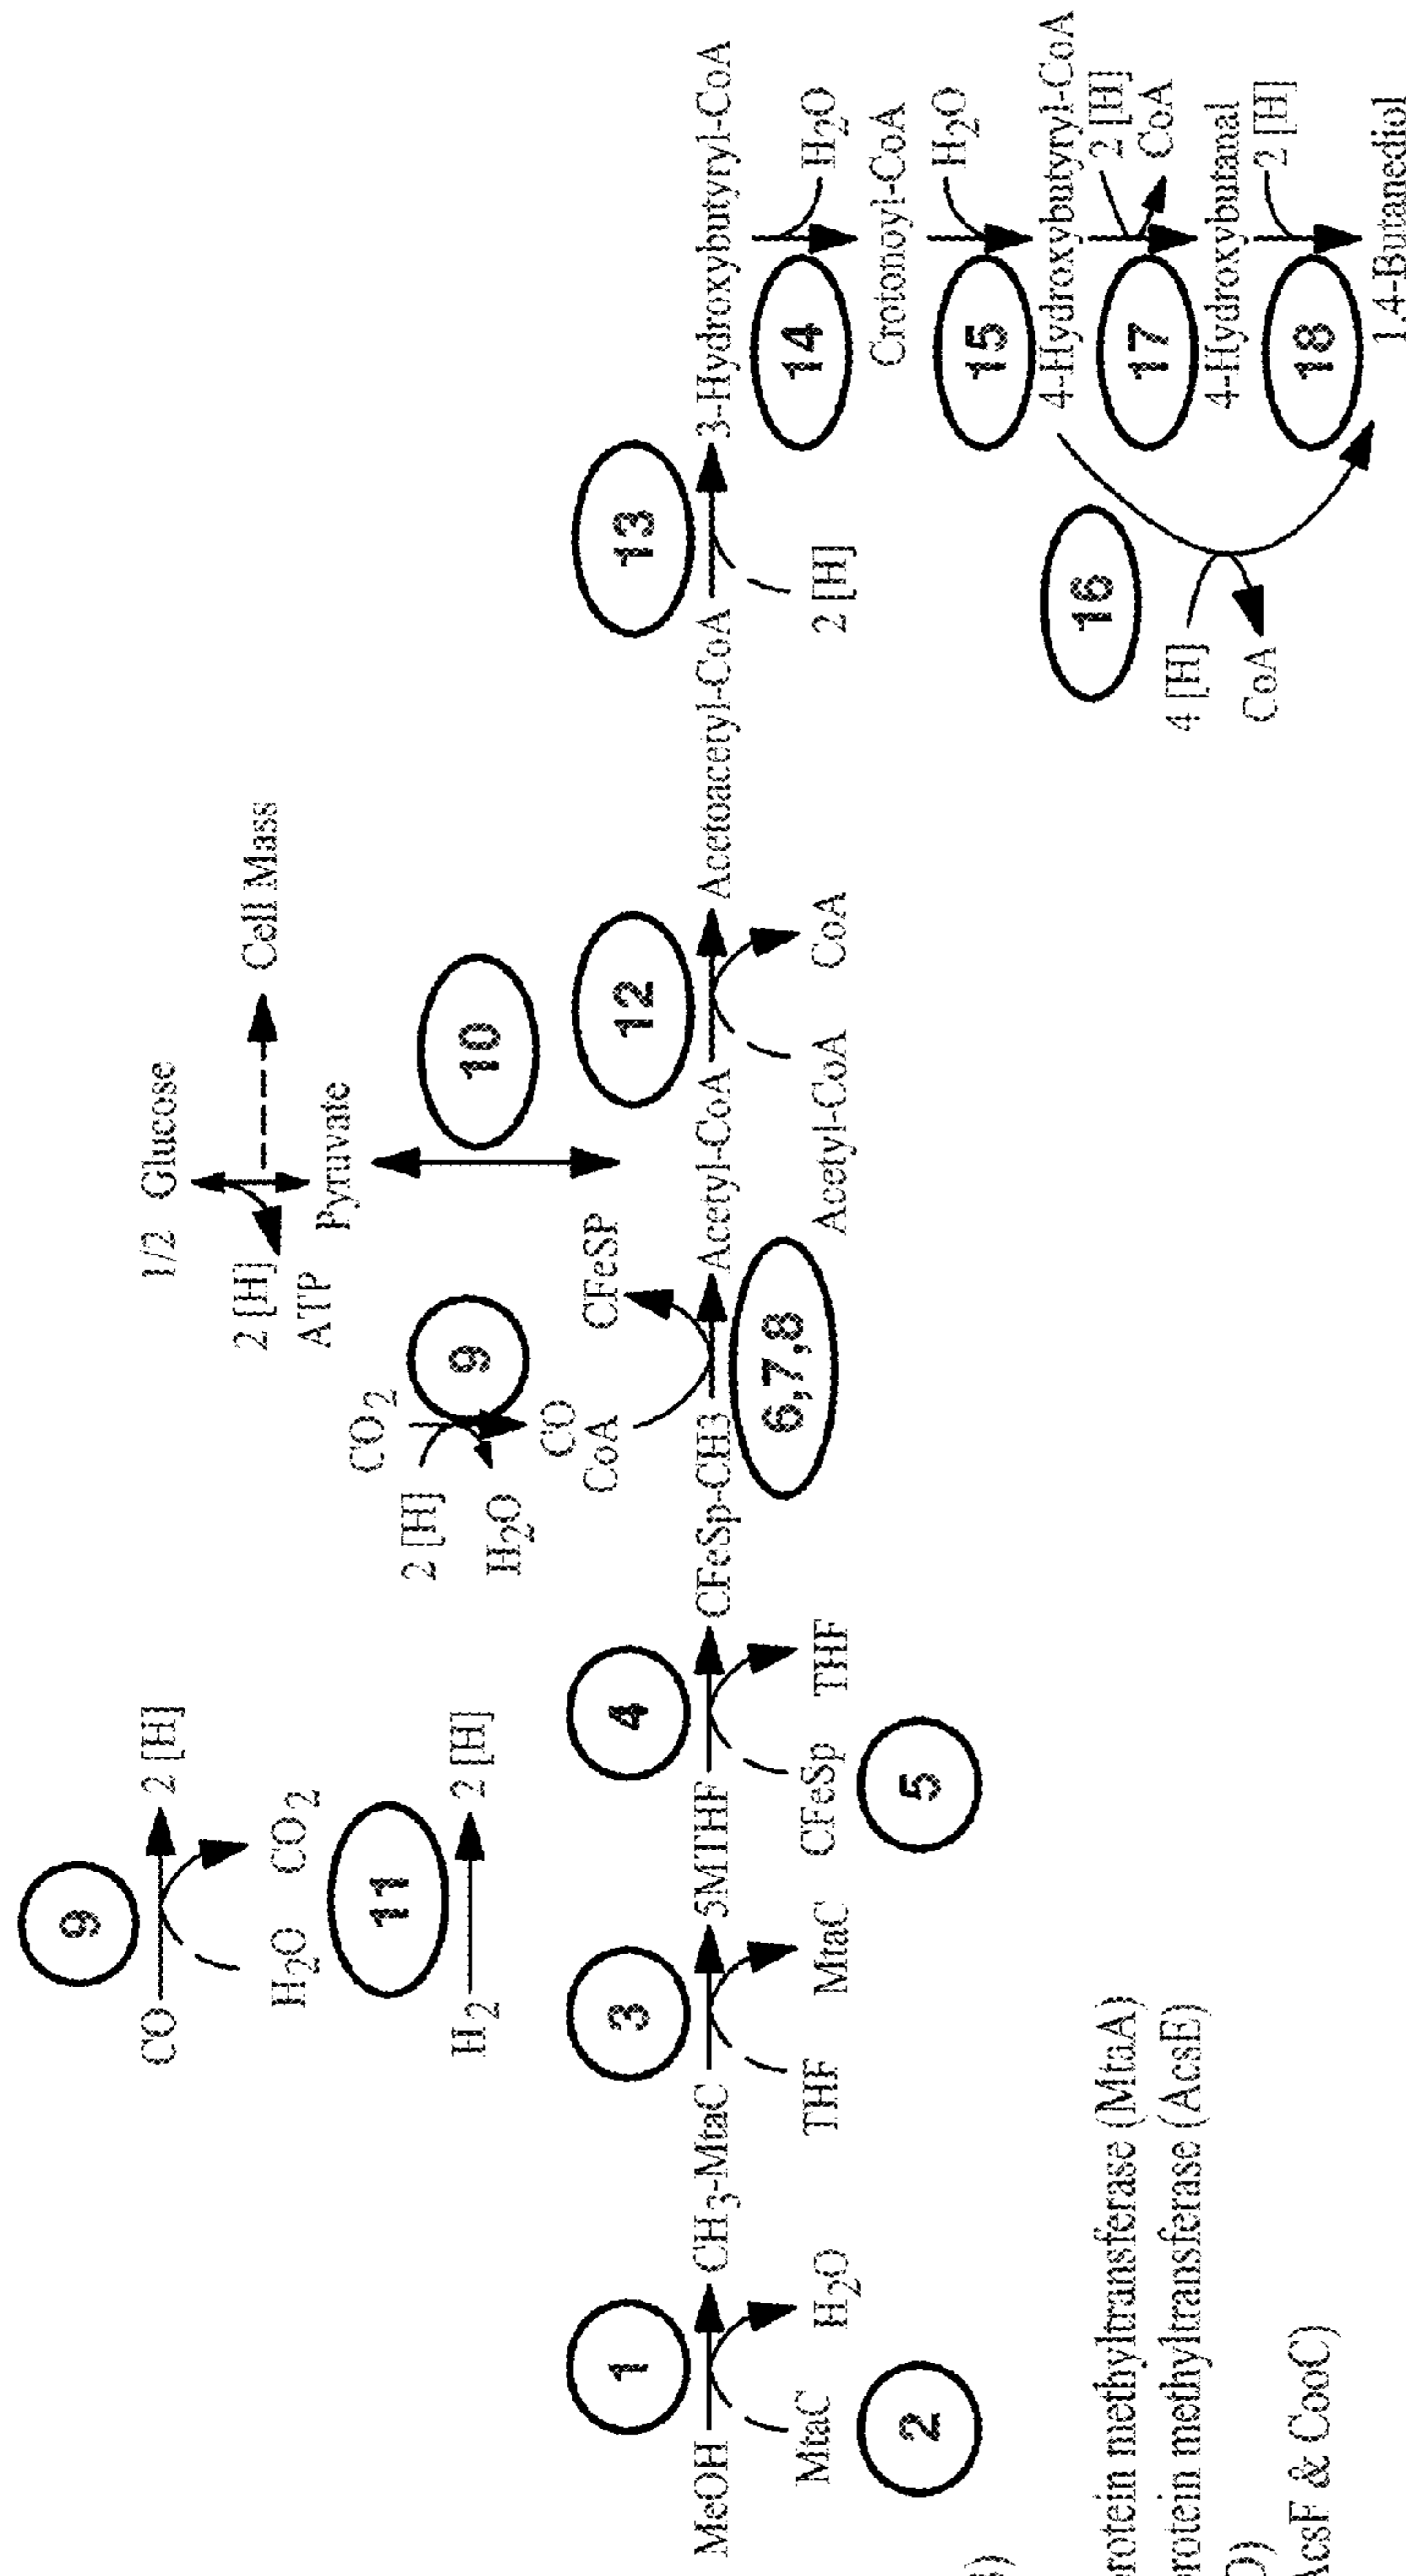 9
CO
2 [H]
H2O
CO2
11
H2
2 [H]
1/2 Glucose
2 [H]
ATP
Cell Mass
Pyruvate
CO2
2 [H]
9
H2O
CO
CoA
CFeSP
10
1
3
4
12
13
MeOH
CH3-MtaC
5MTHF
CFeSp-CH3
Acetyl-CoA
Acetoacetyl-CoA
3-Hydroxybutyryl-CoA
MtaC
H2O
THF
MtaC
CFeSp
THF
6,7,8
Acetyl-CoA
CoA
2 [H]
2
5
14
H2O
Crotonoyl-CoA
15
H2O
4-Hydroxybutyryl-CoA
16
17
2 [H]
CoA
4 [H]
CoA
4-Hydroxybutanal
18
2 [H]
1,4-Butanediol
methyltransferase (MtaA)
methyltransferase (AcsE)
AcsF & CooC)